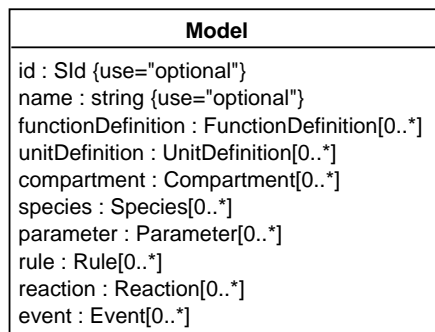 Model
id : SId {use="optional"}
name : string {use="optional"}
functionDefinition : FunctionDefinition[0..*]
unitDefinition : UnitDefinition[0..*]
compartment : Compartment[0..*]
species : Species[0..*]
parameter : Parameter[0..*]
rule : Rule[0..*]
reaction : Reaction[0..*]
event : Event[0..*]